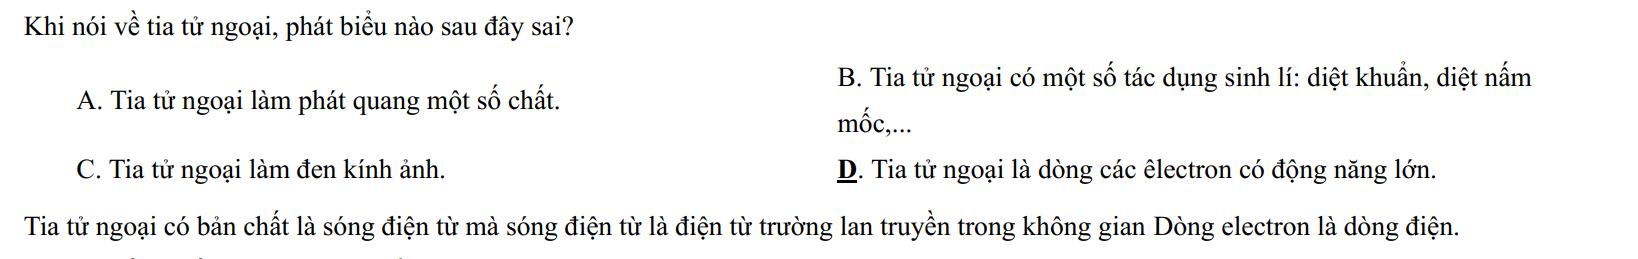 Khi nói về tia tử ngoại, phát biểu nào sau đây sai?
A. Tia tử ngoại làm phát quang một số chất.
B. Tia tử ngoại có một số tác dụng sinh lí: diệt khuẩn, diệt nấm
mốc,...
C. Tia tử ngoại làm đen kính ảnh.
D. Tia tử ngoại là dòng các êlectron có động năng lớn.
Tia tử ngoại có bản chất là sóng điện từ mà sóng điện từ là điện từ trường lan truyền trong không gian Dòng electron là dòng điện.